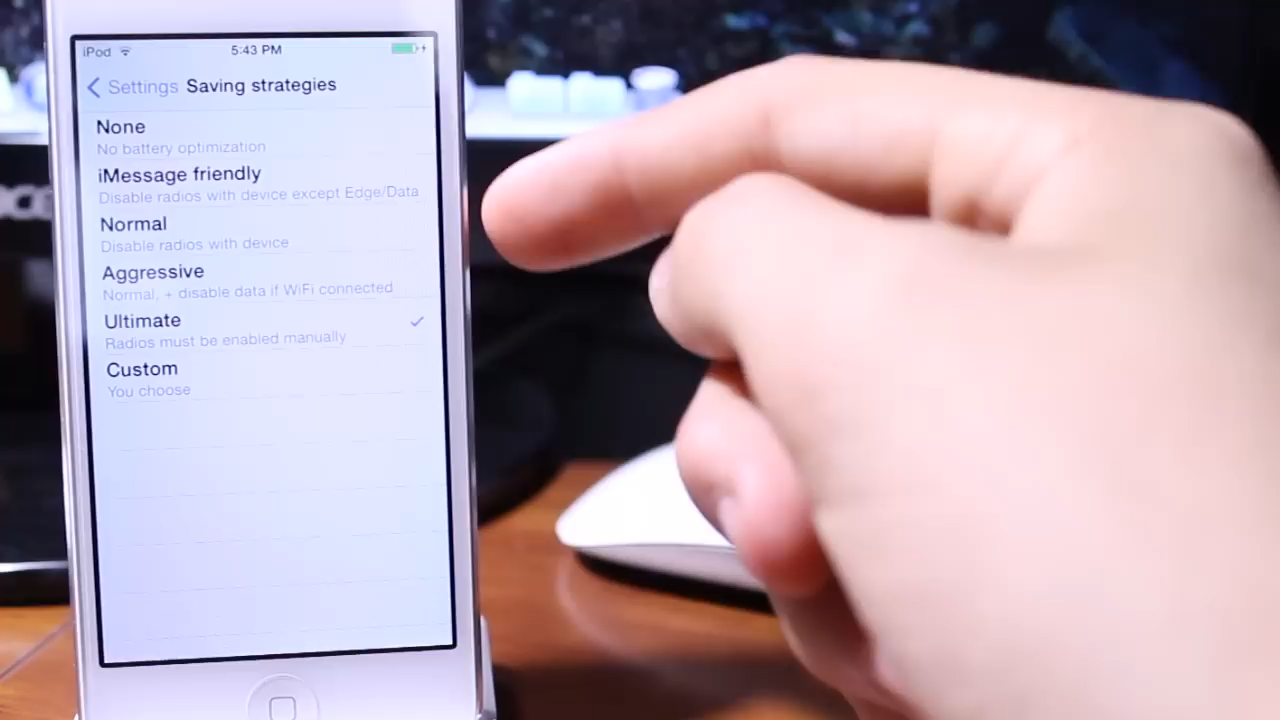 iPod 5:43 PM
Settings Saving strategies
None
No battery optimization
iMessage friendly
Disable radios with device except Edge/Data
Normal
Disable radios with device
Aggressive
Normal, + disable data if WiFi connected
Ultimate
Radios must be enabled manually
Custom
You choose